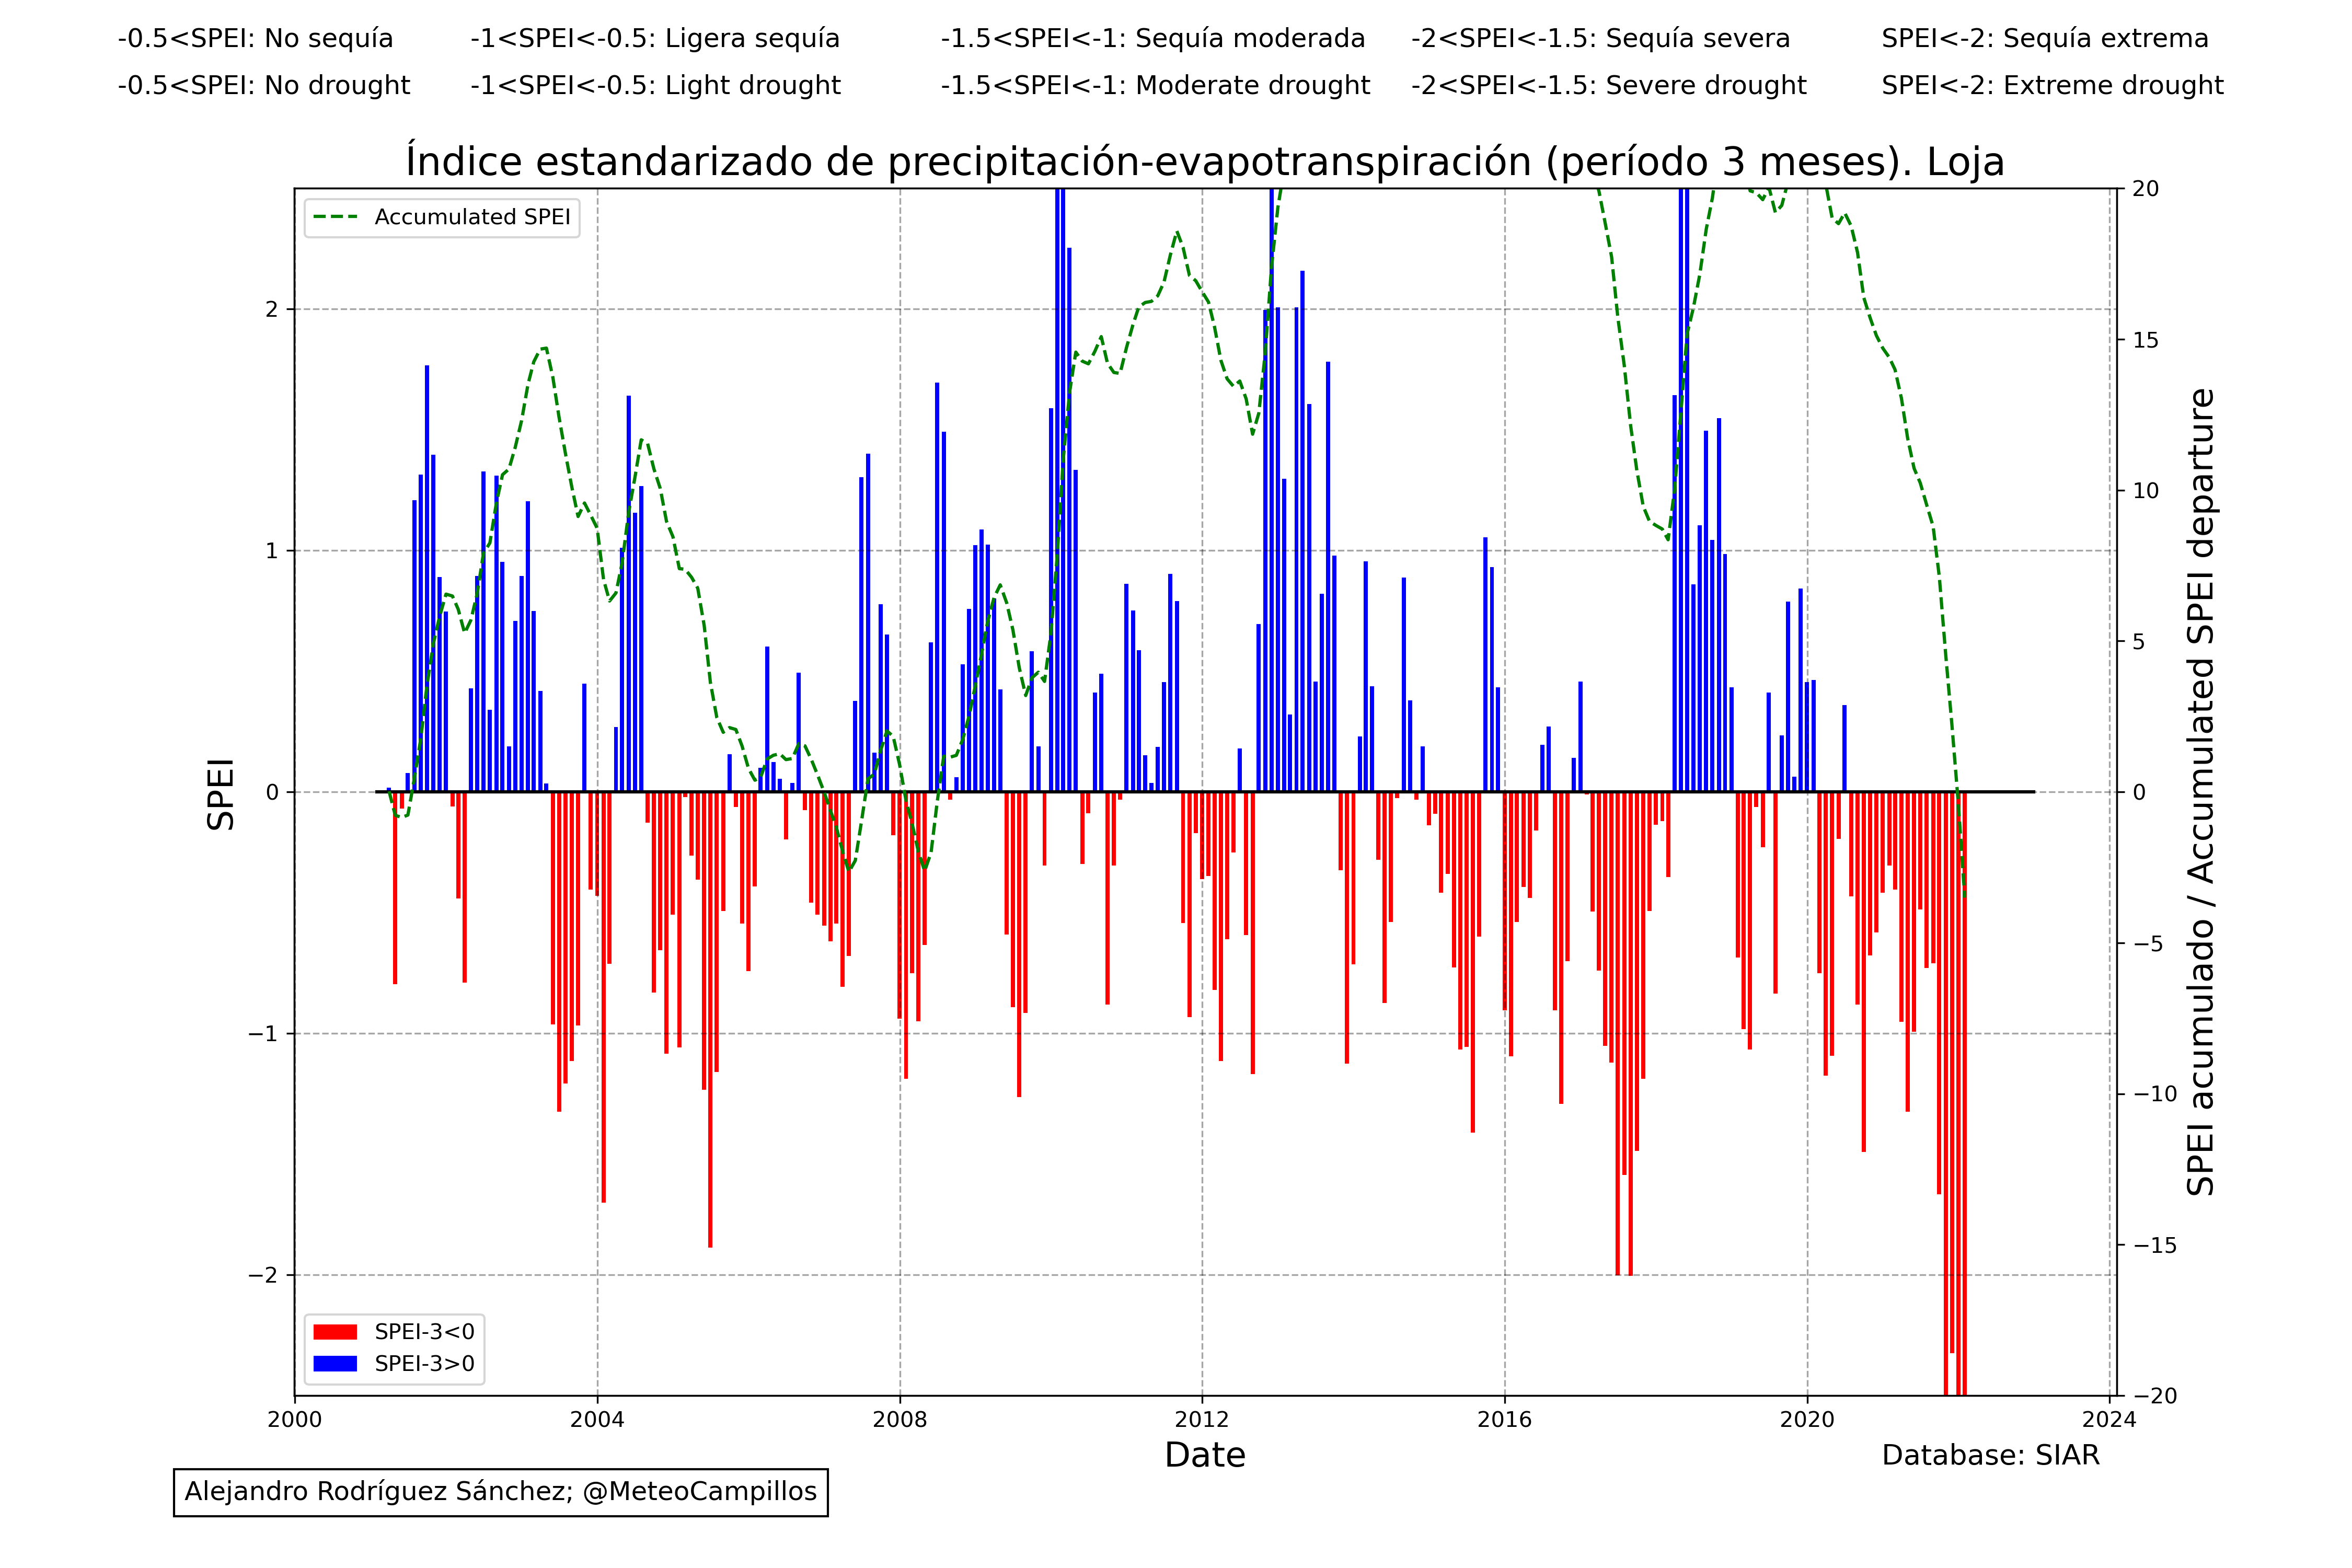 -0.5<SPEI: No sequía -1<SPEI<-0.5: Ligera sequía -1.5<SPEI<-1: Sequía moderada -2<SPEI<-1.5: Sequía severa SPEI<-2: Sequía extrema
-0.5<SPEI: No drought -1<SPEI<-0.5: Light drought -1.5<SPEI<-1: Moderate drought -2<SPEI<-1.5: Severe drought SPEI<-2: Extreme drought
Índice estandarizado de precipitación-evapotranspiración (período 3 meses). Loja
Accumulated SPEI
SPEI
2
1
0
−1
−2
20
15
10
5
0
−5
−10
−15
−20
SPEI acumulado / Accumulated SPEI departure
SPEI-3<0
SPEI-3>0
2000 2004 2008 2012 2016 2020 2024
Date
Database: SIAR
Alejandro Rodríguez Sánchez; @MeteoCampillos